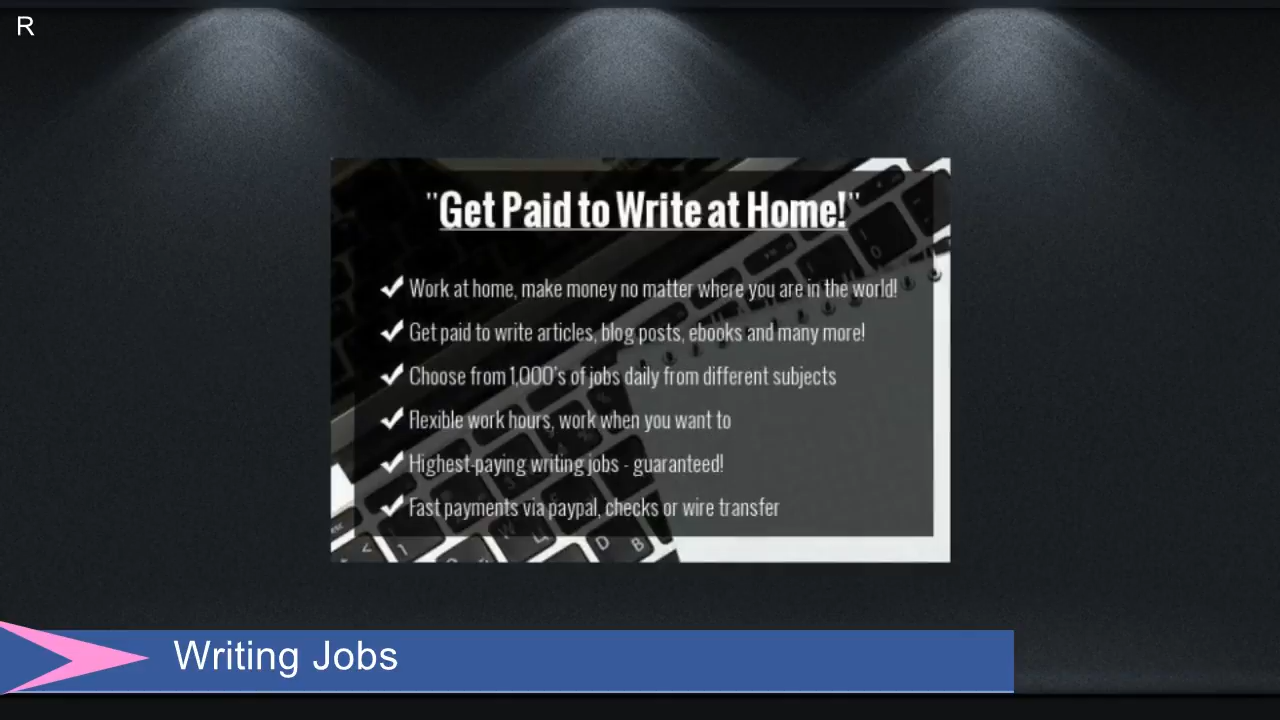 R
"Get Paid to Write at Home!"
Work at home, make money no matter where you are in the world!
Get paid to write articles, blog posts, ebooks and many more!
Choose from 1,000's of jobs daily from different subjects
Flexible work hours, work when you want to
Highest-paying writing jobs - guaranteed!
Fast payments via paypal, checks or wire transfer
Writing Jobs